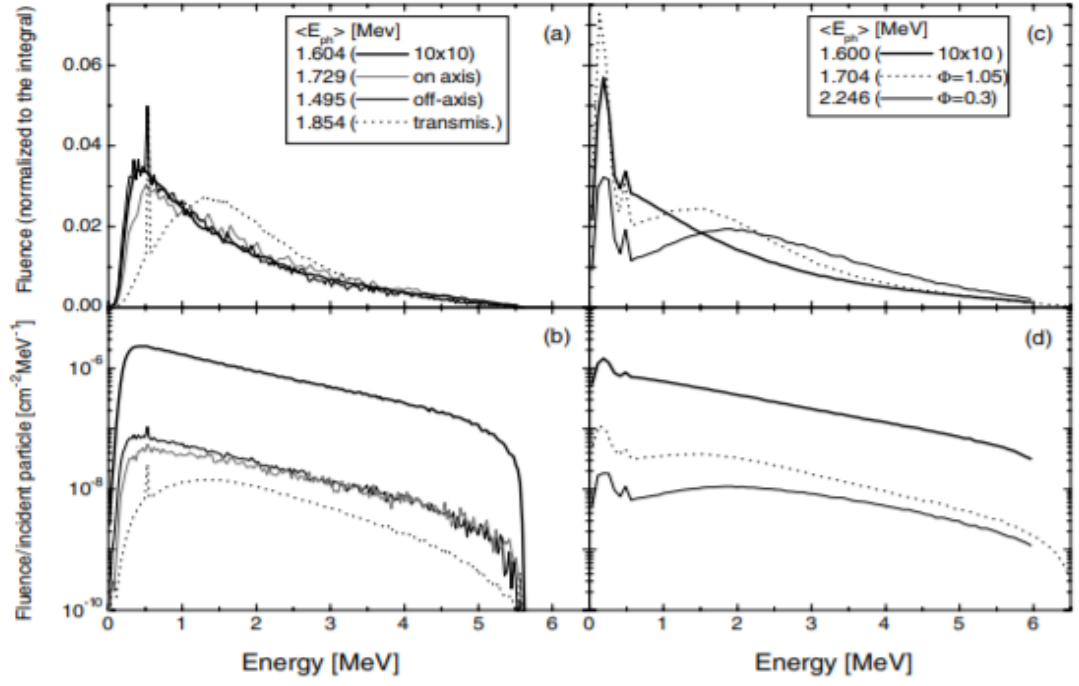 <E_ph> [Mev]
1.604 ( 10x10)
1.729 ( on axis)
1.495 ( off-axis)
1.854 ( transmis.)
(a)
<E_ph> [MeV]
1.600 ( 10x10 )
1.704 ( Φ=1.05)
2.246 ( Φ=0.3)
(c)
Fluence (normalized to the integral)
0.06
0.04
0.02
0.00
(b)
(d)
Fluence/incident particle [cm⁻²MeV⁻¹]
10⁻⁶
10⁻⁸
10⁻¹⁰
0 1 2 3 4 5 6
0 1 2 3 4 5 6
Energy [MeV]
Energy [MeV]